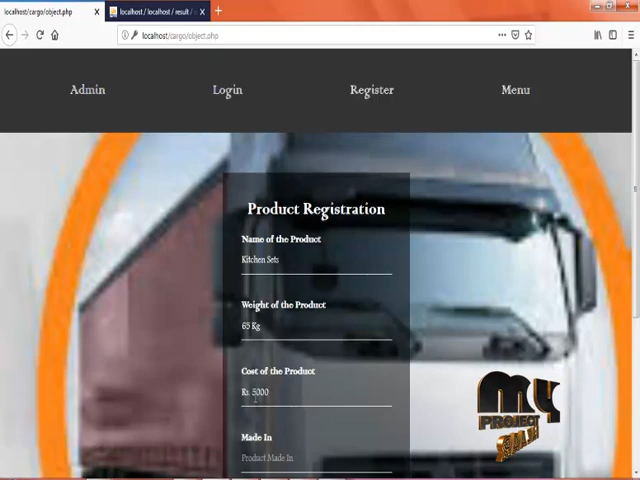 localhost/cargo/object.php
localhost / localhost / result /
localhost/cargo/object.php
Admin
Login
Register
Menu
Product Registration
Name of the Product
Kitchen Sets
Weight of the Product
65 Kg
Cost of the Product
Rs. 5000
Made In
Product Made In
MY
PROJECT